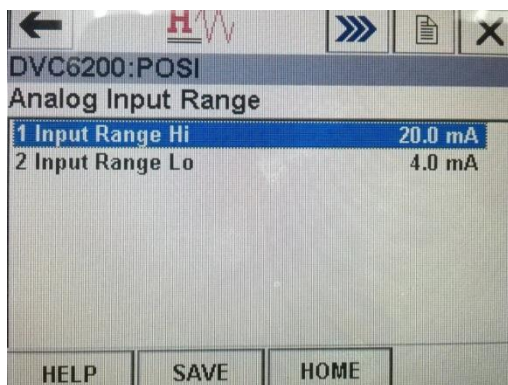 H
DVC6200:POSI
Analog Input Range
1 Input Range Hi 20.0 mA
2 Input Range Lo 4.0 mA
HELP SAVE HOME